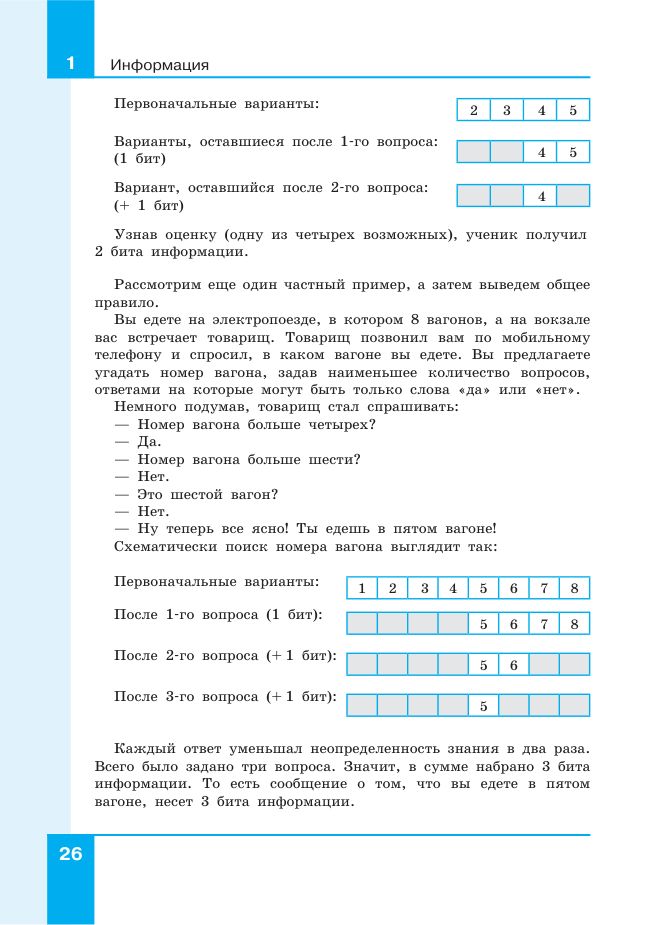 1
Информация
Первоначальные варианты:
2 3 4 5
Варианты, оставшиеся после 1-го вопроса:
(1 бит)
4 5
Вариант, оставшийся после 2-го вопроса:
(+ 1 бит)
4
Узнав оценку (одну из четырех возможных), ученик получил
2 бита информации.
Рассмотрим еще один частный пример, а затем выведем общее
правило.
Вы едете на электропоезде, в котором 8 вагонов, а на вокзале
вас встречает товарищ. Товарищ позвонил вам по мобильному
телефону и спросил, в каком вагоне вы едете. Вы предлагаете
угадать номер вагона, задав наименьшее количество вопросов,
ответами на которые могут быть только слова «да» или «нет».
Немного подумав, товарищ стал спрашивать:
— Номер вагона больше четырех?
— Да.
— Номер вагона больше шести?
— Нет.
— Это шестой вагон?
— Нет.
— Ну теперь все ясно! Ты едешь в пятом вагоне!
Схематически поиск номера вагона выглядит так:
Первоначальные варианты:
1 2 3 4 5 6 7 8
После 1-го вопроса (1 бит):
5 6 7 8
После 2-го вопроса (+1 бит):
5 6
После 3-го вопроса (+1 бит):
5
Каждый ответ уменьшал неопределенность знания в два раза.
Всего было задано три вопроса. Значит, в сумме набрано 3 бита
информации. То есть сообщение о том, что вы едете в пятом
вагоне, несет 3 бита информации.
26